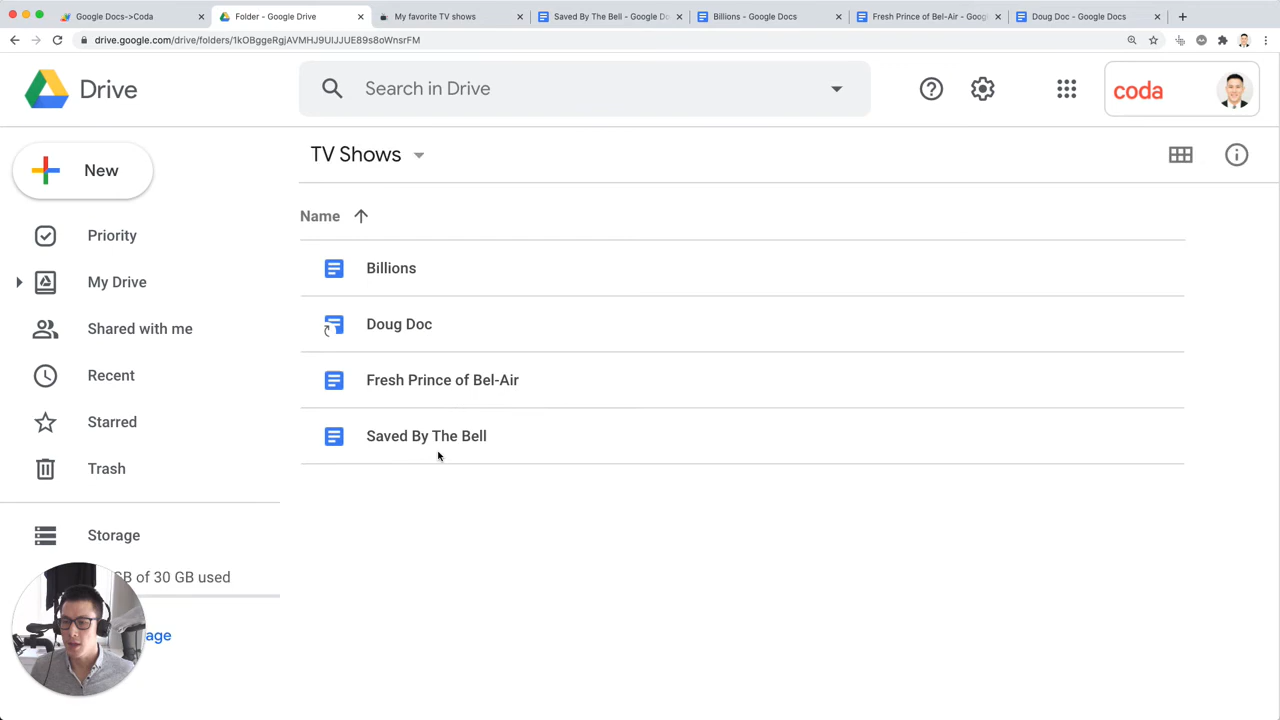 Google Docs->Coda
Folder - Google Drive
My favorite TV shows
Saved By The Bell - Google Do
Billions - Google Docs
Fresh Prince of Bel-Air - Goog
Doug Doc - Google Docs
drive.google.com/drive/folders/1kOBggeRgjAVMHJ9UIJJUE89s8oWnsrFM
Drive
Search in Drive
coda
New
TV Shows
Priority
Name
My Drive
Billions
Shared with me
Doug Doc
Recent
Fresh Prince of Bel-Air
Starred
Saved By The Bell
Trash
Storage
GB of 30 GB used
age